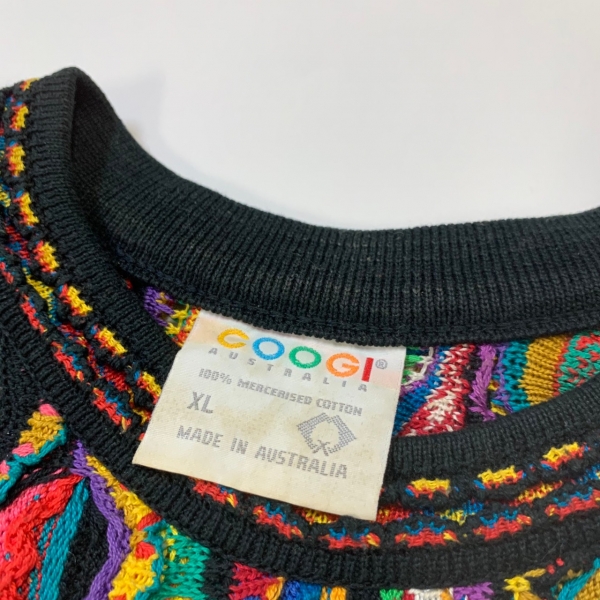 COOGI®
AUSTRALIA
100% MERCERISED COTTON
XL
MADE IN AUSTRALIA